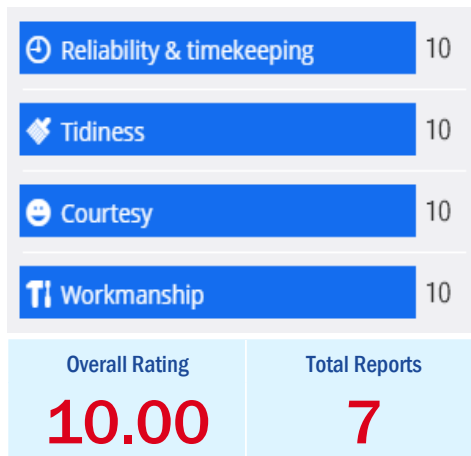 Reliability & timekeeping 10
Tidiness 10
Courtesy 10
Workmanship 10
Overall Rating Total Reports
10.00 7